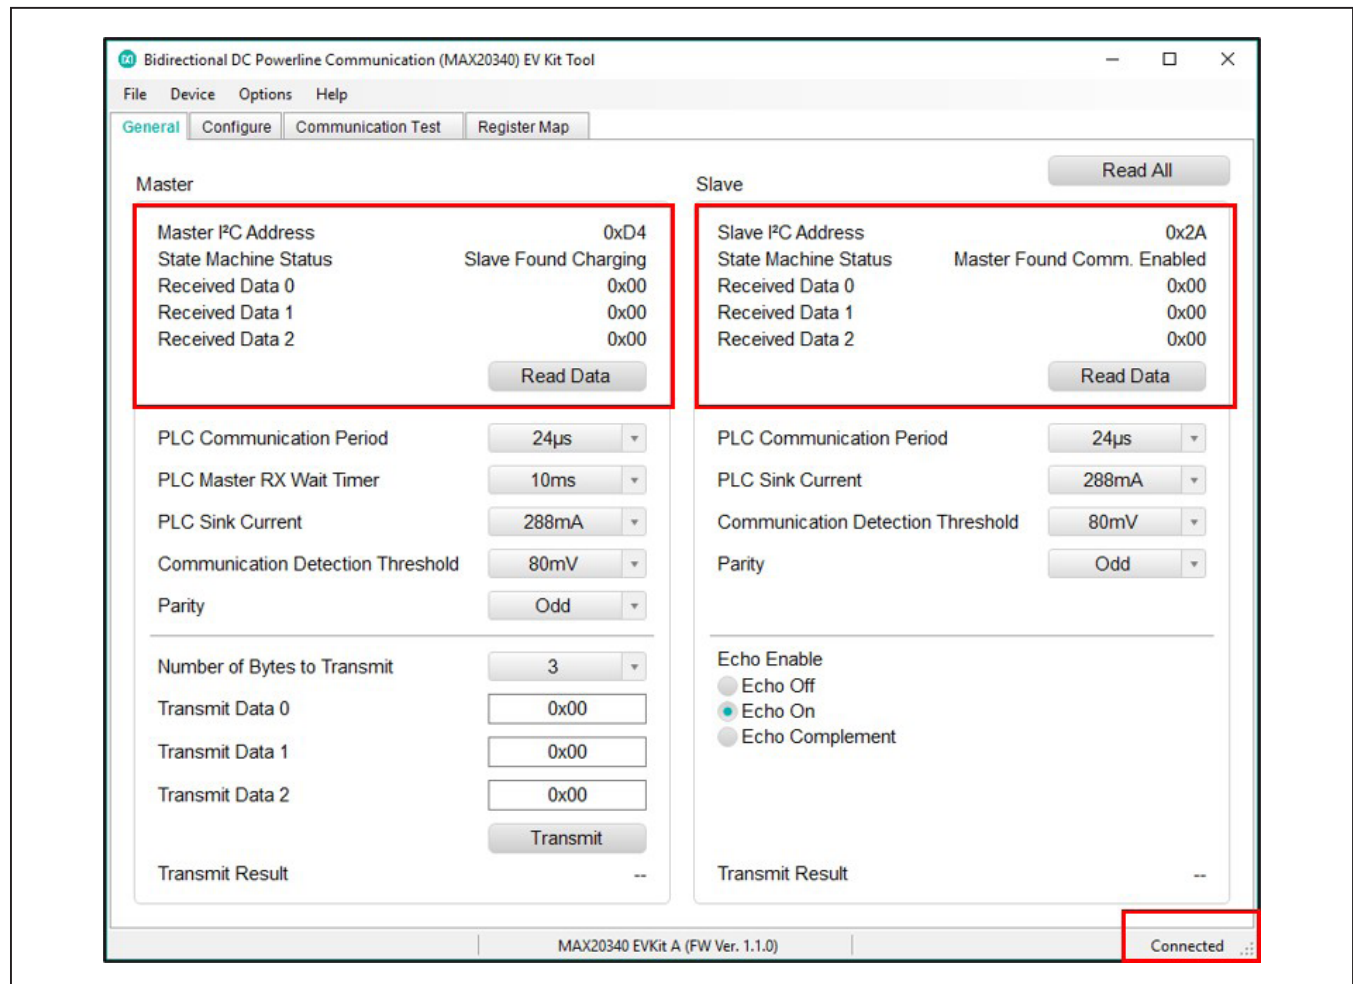 Bidirectional DC Powerline Communication (MAX20340) EV Kit Tool
File Device Options Help
General Configure Communication Test Register Map
Read All
Master
Master I²C Address 0xD4
State Machine Status Slave Found Charging
Received Data 0 0x00
Received Data 1 0x00
Received Data 2 0x00
Read Data
PLC Communication Period 24µs
PLC Master RX Wait Timer 10ms
PLC Sink Current 288mA
Communication Detection Threshold 80mV
Parity Odd
Number of Bytes to Transmit 3
Transmit Data 0 0x00
Transmit Data 1 0x00
Transmit Data 2 0x00
Transmit
Transmit Result --
Slave
Slave I²C Address 0x2A
State Machine Status Master Found Comm. Enabled
Received Data 0 0x00
Received Data 1 0x00
Received Data 2 0x00
Read Data
PLC Communication Period 24µs
PLC Sink Current 288mA
Communication Detection Threshold 80mV
Parity Odd
Echo Enable
Echo Off
Echo On
Echo Complement
Transmit Result --
MAX20340 EVKit A (FW Ver. 1.1.0)
Connected